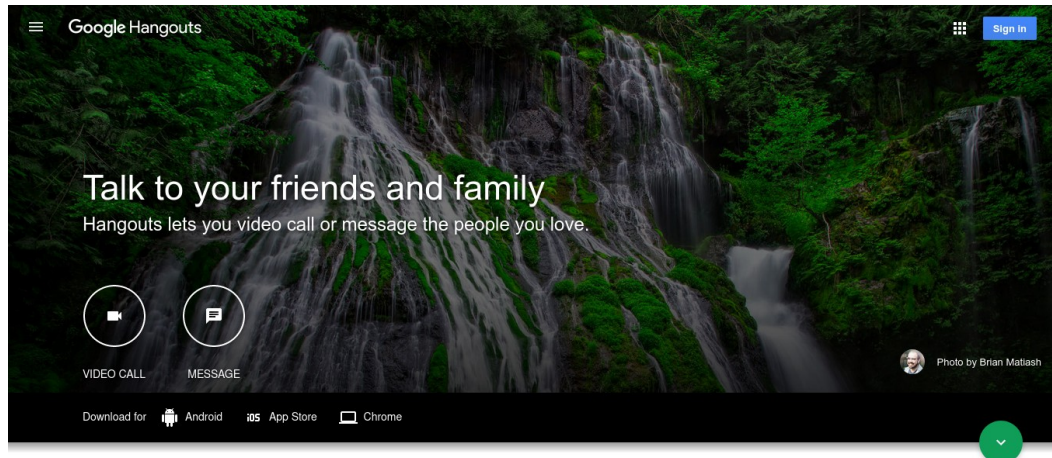 Google Hangouts
Sign in
Talk to your friends and family
Hangouts lets you video call or message the people you love.
VIDEO CALL MESSAGE
Photo by Brian Matiash
Download for Android iOS App Store Chrome